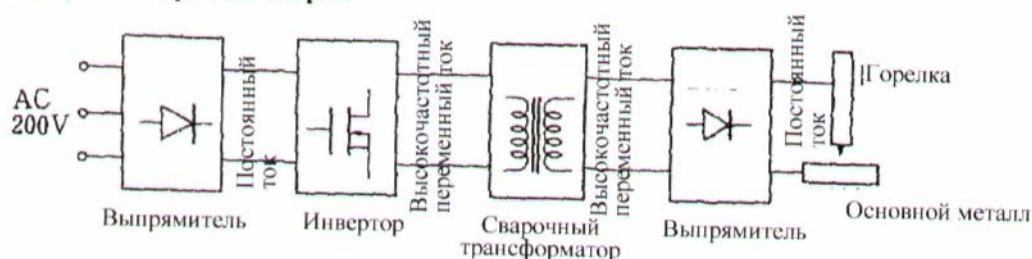 AC
200V
Постоянный
ток
Высокочастотный
переменный ток
Высокочастотный
переменный ток
Постоянный
ток
Горелка
Выпрямитель
Инвертор
Сварочный
трансформатор
Выпрямитель
Основной металл